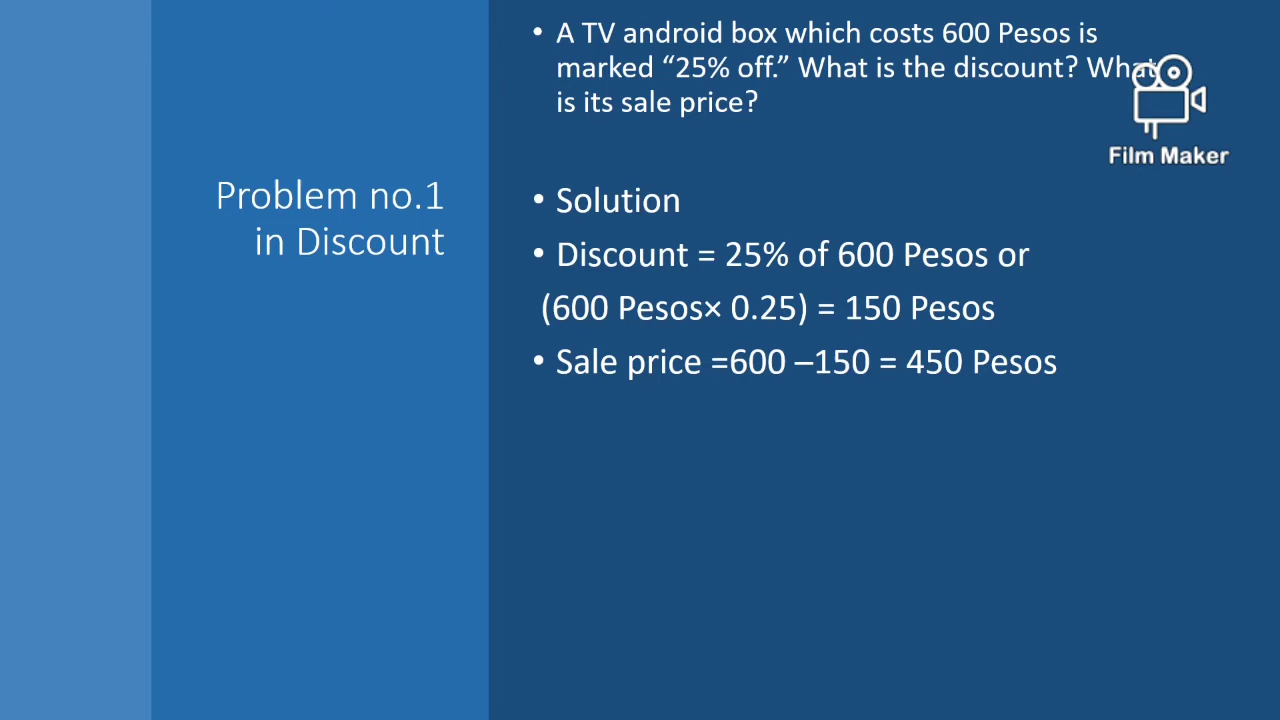 • A TV android box which costs 600 Pesos is
marked “25% off.” What is the discount? What
is its sale price?
Film Maker
Problem no.1
in Discount
• Solution
• Discount = 25% of 600 Pesos or
(600 Pesos× 0.25) = 150 Pesos
• Sale price =600 –150 = 450 Pesos